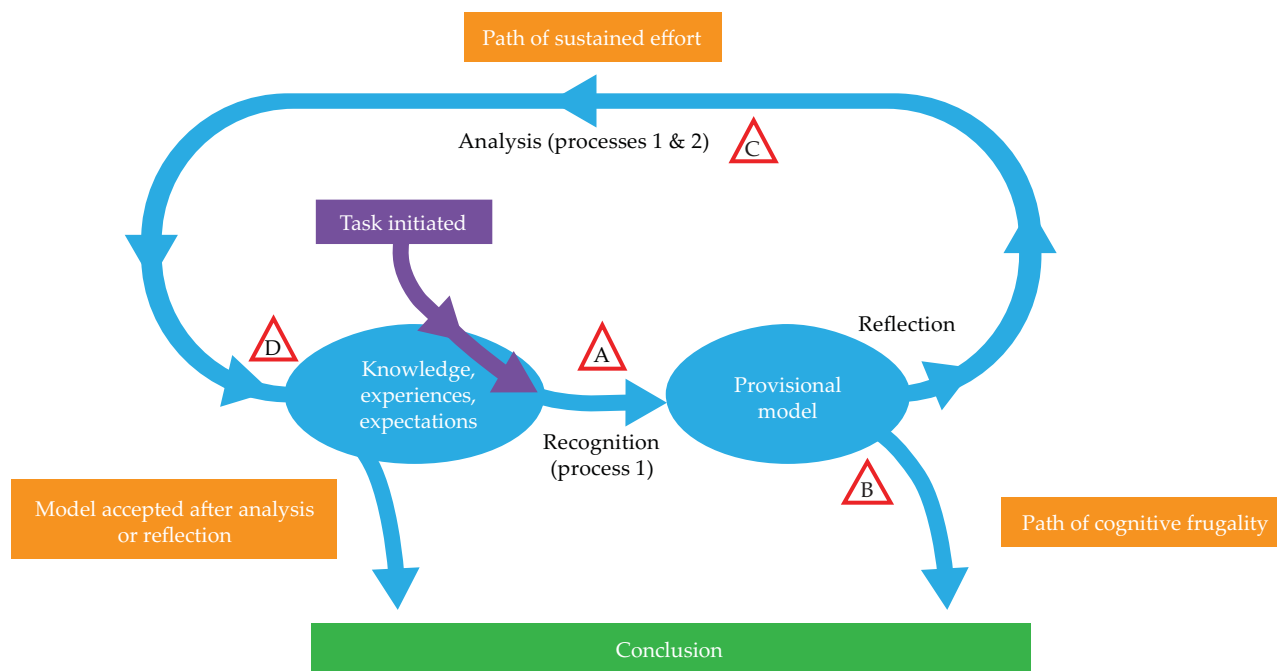 Path of sustained effort
Analysis (processes 1 & 2)
C
Task initiated
D
A
Reflection
Knowledge,
experiences,
expectations
Provisional
model
Recognition
(process 1)
B
Model accepted after analysis
or reflection
Path of cognitive frugality
Conclusion